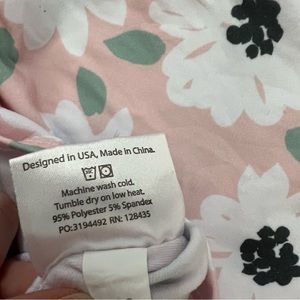 Designed in USA, Made in China.
Machine wash cold.
Tumble dry on low heat.
95% Polyester 5% Spandex
PO:3194492 RN: 128435